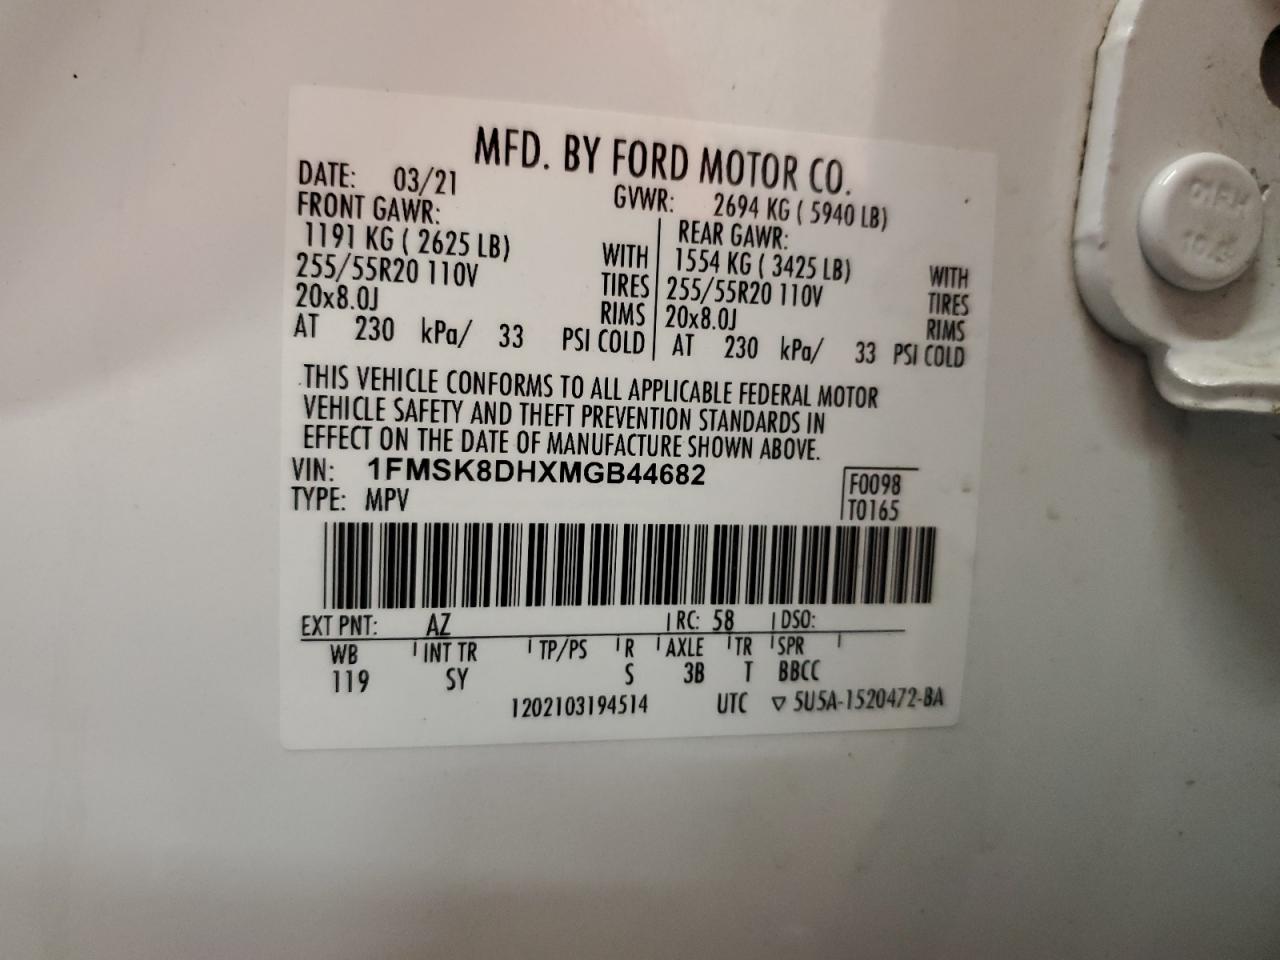 MFD. BY FORD MOTOR CO.
DATE: 03/21 GVWR: 2694 KG ( 5940 LB)
FRONT GAWR: REAR GAWR:
1191 KG ( 2625 LB) WITH 1554 KG ( 3425 LB) WITH
255/55R20 110V TIRES 255/55R20 110V TIRES
20x8.0J RIMS 20x8.0J RIMS
AT 230 kPa/ 33 PSI COLD AT 230 kPa/ 33 PSI COLD
THIS VEHICLE CONFORMS TO ALL APPLICABLE FEDERAL MOTOR
VEHICLE SAFETY AND THEFT PREVENTION STANDARDS IN
EFFECT ON THE DATE OF MANUFACTURE SHOWN ABOVE.
VIN: 1FMSK8DHXMGB44682 F0098
TYPE: MPV T0165
EXT PNT: AZ RC: 58 DSO:
WB INT TR TP/PS R AXLE TR SPR
119 SY S 3B T BBCC
1202103194514 UTC ▽ 5U5A-1520472-BA